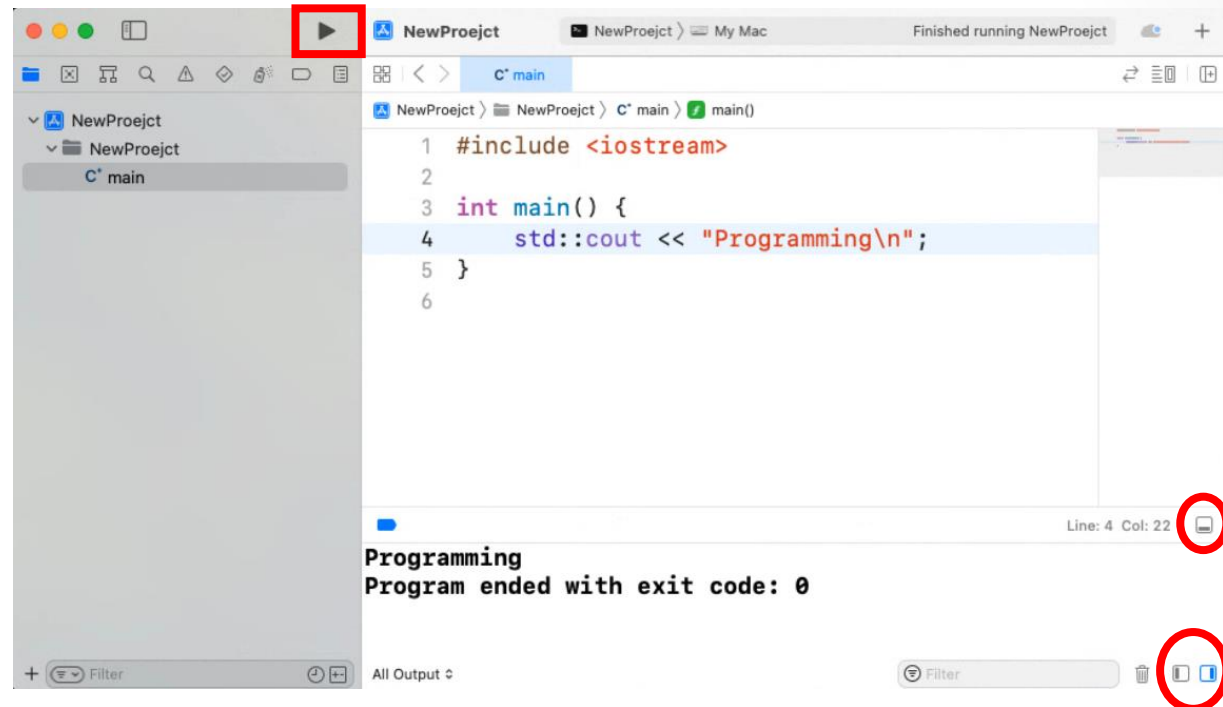 NewProejct
NewProejct 〉 My Mac
Finished running NewProejct
C⁺ main
NewProejct 〉 NewProejct 〉 C⁺ main 〉 main()
NewProejct
NewProejct
C⁺ main
1 #include <iostream>
2
3 int main() {
4     std::cout << "Programming\n";
5 }
6
Line: 4 Col: 22
Programming
Program ended with exit code: 0
Filter
All Output
Filter